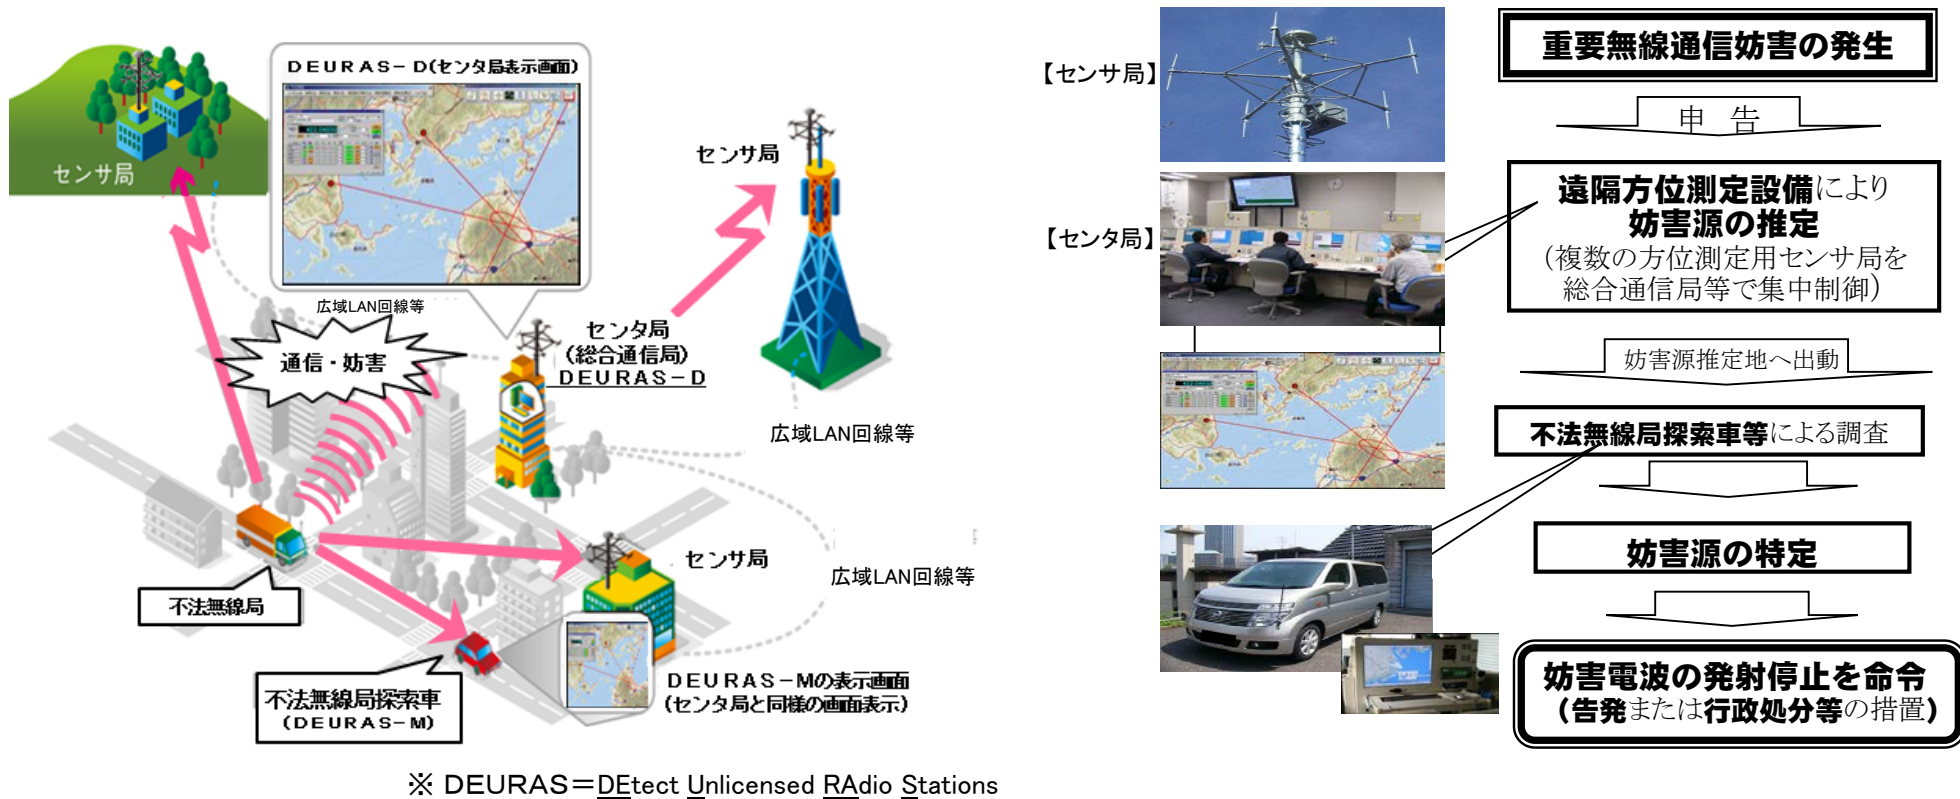 DEURAS-D(センタ局表示画面)
センサ局
センサ局
広域LAN回線等
通信・妨害
センタ局
(総合通信局)
DEURAS-D
広域LAN回線等
センサ局
広域LAN回線等
不法無線局
不法無線局探索車
(DEURAS-M)
DEURAS-Mの表示画面
(センタ局と同様の画面表示)
※ DEURAS=DEtect Unlicensed RAdio Stations
【センサ局】
【センタ局】
重要無線通信妨害の発生
申 告
遠隔方位測定設備により
妨害源の推定
(複数の方位測定用センサ局を
総合通信局等で集中制御)
妨害源推定地へ出動
不法無線局探索車等による調査
妨害源の特定
妨害電波の発射停止を命令
(告発または行政処分等の措置)